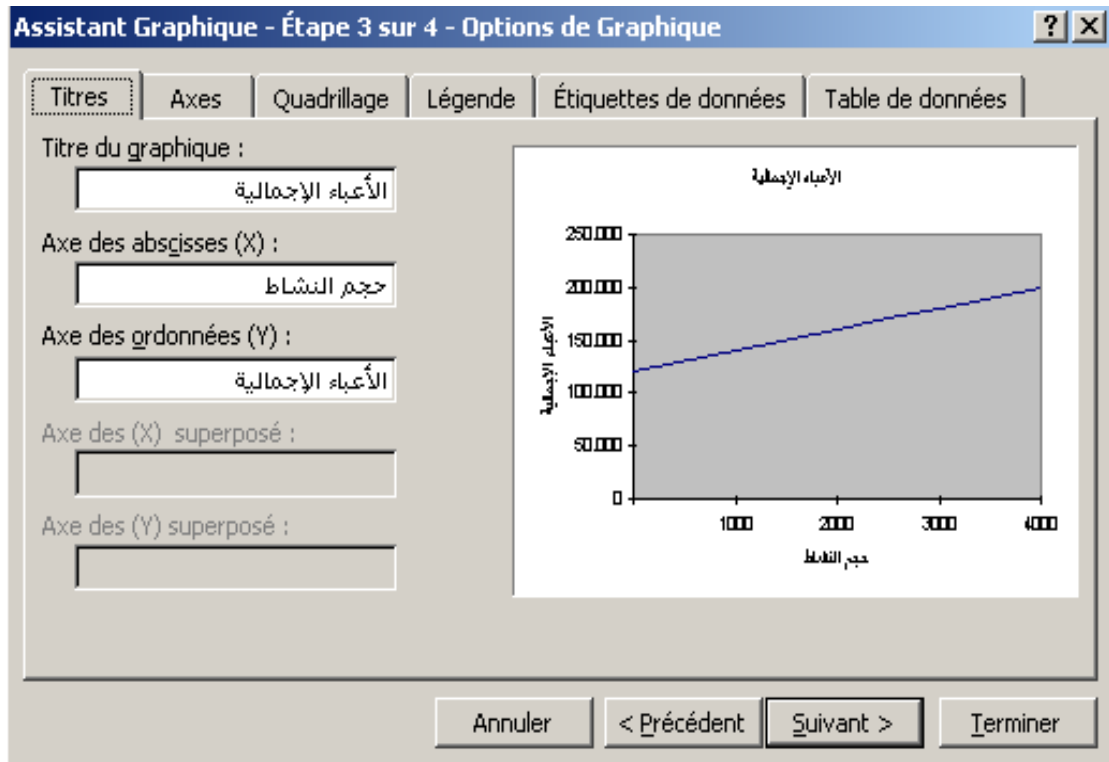 Assistant Graphique - Étape 3 sur 4 - Options de Graphique
Titres Axes Quadrillage Légende Étiquettes de données Table de données
Titre du graphique :
الأعباء الإجمالية
Axe des abscisses (X) :
حجم النشاط
Axe des ordonnées (Y) :
الأعباء الإجمالية
Axe des (X) superposé :
Axe des (Y) superposé :
الأعباء الإجمالية
250.000
200.000
150.000
100.000
50.000
0
الأعباء الإجمالية
1000 2000 3000 4000
حجم النشاط
Annuler < Précédent Suivant > Terminer